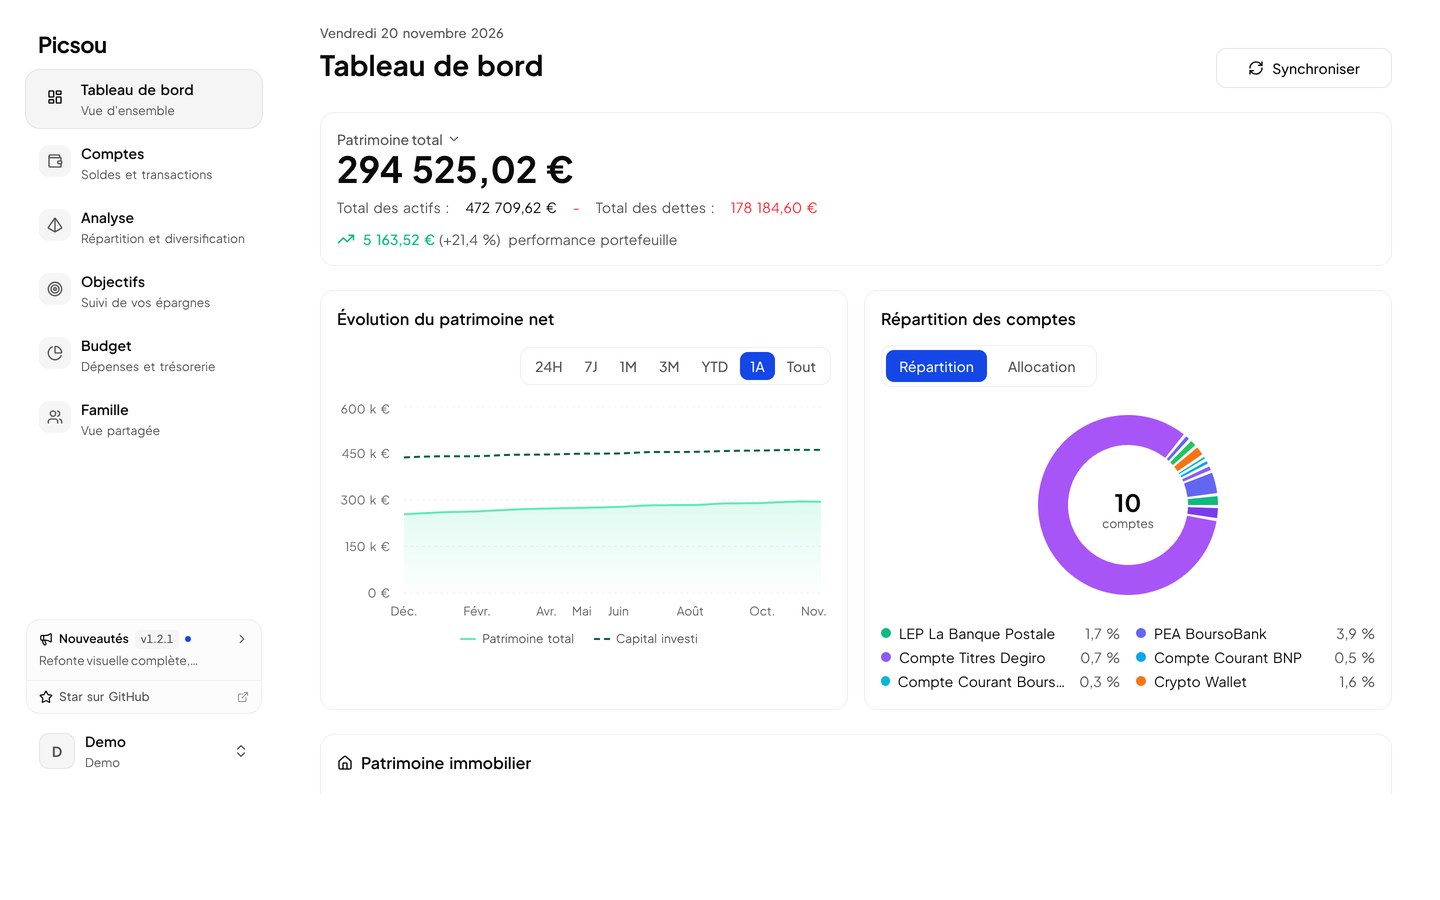 Picsou
Tableau de bord
Vue d'ensemble
Comptes
Soldes et transactions
Analyse
Répartition et diversification
Objectifs
Suivi de vos épargnes
Budget
Dépenses et trésorerie
Famille
Vue partagée
Nouveautés v1.2.1
Refonte visuelle complète,...
Star sur GitHub
D
Demo
Demo
Vendredi 20 novembre 2026
Tableau de bord
Synchroniser
Patrimoine total
294 525,02 €
Total des actifs : 472 709,62 € - Total des dettes : 178 184,60 €
5 163,52 € (+21,4 %) performance portefeuille
Évolution du patrimoine net
24H 7J 1M 3M YTD 1A Tout
600 k €
450 k €
300 k €
150 k €
0 €
Déc. Févr. Avr. Mai Juin Août Oct. Nov.
Patrimoine total Capital investi
Répartition des comptes
Répartition Allocation
10
comptes
LEP La Banque Postale 1,7 % PEA BoursoBank 3,9 %
Compte Titres Degiro 0,7 % Compte Courant BNP 0,5 %
Compte Courant Bours... 0,3 % Crypto Wallet 1,6 %
Patrimoine immobilier